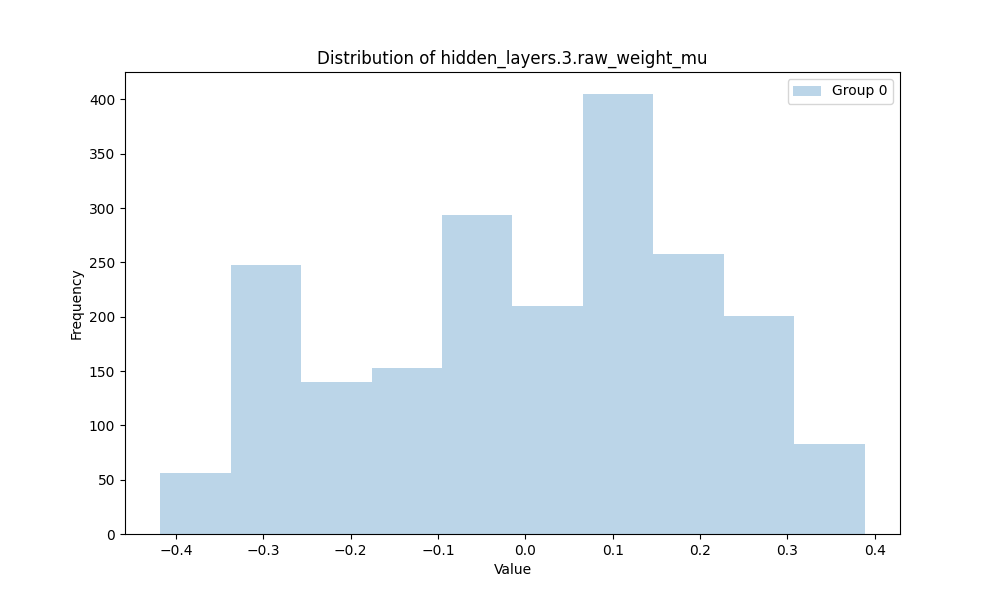 Distribution of hidden_layers.3.raw_weight_mu
Group 0
400
350
300
250
200
150
100
50
0
Frequency
−0.4 −0.3 −0.2 −0.1 0.0 0.1 0.2 0.3 0.4
Value